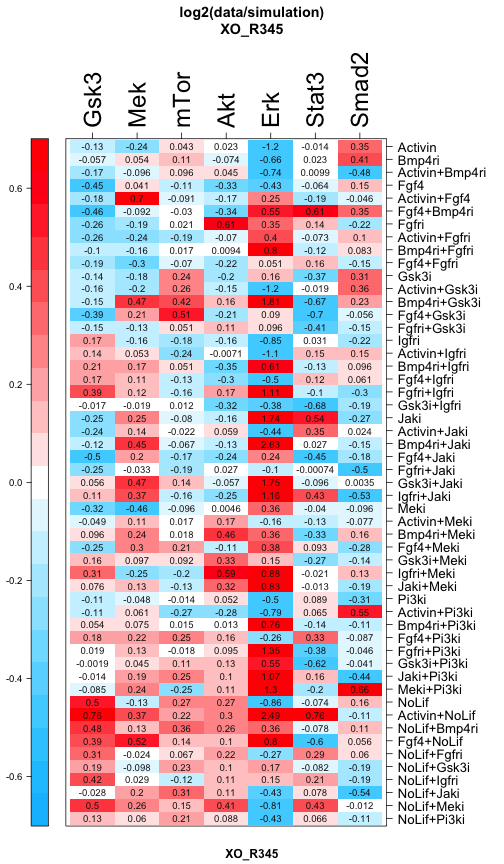 log2(data/simulation)
XO_R345
Gsk3 Mek mTor Akt Erk Stat3 Smad2
-0.13 -0.24 0.043 0.023 -1.2 -0.014 0.35 Activin
-0.057 0.054 0.11 -0.074 -0.66 0.023 0.41 Bmp4ri
-0.17 -0.096 0.096 0.045 -0.74 0.0099 -0.48 Activin+Bmp4ri
-0.45 0.041 -0.11 -0.33 -0.43 -0.064 0.15 Fgf4
-0.18 0.7 -0.091 -0.17 0.25 -0.19 -0.046 Activin+Fgf4
-0.46 -0.092 -0.03 -0.34 0.55 0.61 0.35 Fgf4+Bmp4ri
-0.26 -0.19 0.021 0.61 0.35 0.14 -0.22 Fgfri
-0.26 -0.24 -0.19 -0.07 0.4 -0.073 0.1 Activin+Fgfri
-0.1 -0.16 0.017 0.0094 0.8 -0.12 0.083 Bmp4ri+Fgfri
-0.19 -0.3 -0.07 -0.22 0.051 0.16 -0.15 Fgf4+Fgfri
-0.14 -0.18 0.24 -0.2 0.16 -0.37 0.31 Gsk3i
-0.16 -0.2 0.26 -0.15 -1.2 -0.019 0.36 Activin+Gsk3i
-0.15 0.47 0.42 0.16 1.81 -0.67 0.23 Bmp4ri+Gsk3i
-0.39 0.21 0.51 -0.21 0.09 -0.7 -0.056 Fgf4+Gsk3i
-0.15 -0.13 0.051 0.11 0.096 -0.41 -0.15 Fgfri+Gsk3i
0.17 -0.16 -0.18 -0.16 -0.85 0.031 -0.22 Igfri
0.14 0.053 -0.24 -0.0071 -1.1 0.15 0.15 Activin+Igfri
0.21 0.17 0.051 -0.35 0.61 -0.13 0.096 Bmp4ri+Igfri
0.17 0.11 -0.13 -0.3 -0.5 0.12 0.061 Fgf4+Igfri
0.39 0.12 -0.16 0.17 1.11 -0.1 -0.3 Fgfri+Igfri
-0.017 -0.019 0.012 -0.32 -0.38 -0.68 -0.19 Gsk3i+Igfri
-0.25 0.25 -0.08 -0.16 1.74 0.54 -0.27 Jaki
-0.24 0.14 -0.022 0.059 -0.44 0.35 0.024 Activin+Jaki
-0.12 0.45 -0.067 -0.13 2.63 0.027 -0.15 Bmp4ri+Jaki
-0.5 0.2 -0.17 -0.24 0.24 -0.45 -0.18 Fgf4+Jaki
-0.25 -0.033 -0.19 0.027 -0.1 -0.00074 -0.5 Fgfri+Jaki
0.056 0.47 0.14 -0.057 1.75 -0.096 0.0035 Gsk3i+Jaki
0.11 0.37 -0.16 -0.25 1.16 0.43 -0.53 Igfri+Jaki
-0.32 -0.46 -0.096 0.0046 0.36 -0.04 -0.096 Meki
-0.049 0.11 0.022 0.17 -0.16 -0.13 -0.077 Activin+Meki
0.096 0.24 0.018 0.46 0.36 -0.33 0.16 Bmp4ri+Meki
-0.25 0.3 0.21 -0.11 0.38 0.093 -0.28 Fgf4+Meki
0.16 0.097 0.092 0.33 0.15 -0.27 -0.14 Gsk3i+Meki
0.31 -0.25 -0.2 0.59 0.88 -0.021 0.13 Igfri+Meki
0.076 0.13 -0.13 0.32 0.83 -0.013 -0.19 Jaki+Meki
-0.11 -0.048 -0.014 0.052 -0.5 0.089 -0.31 Pi3ki
-0.11 0.061 -0.27 -0.28 -0.79 0.065 0.55 Activin+Pi3ki
0.054 0.075 0.015 0.013 0.76 -0.14 -0.11 Bmp4ri+Pi3ki
0.18 0.22 0.25 0.16 -0.26 0.33 -0.087 Fgf4+Pi3ki
0.019 0.13 -0.018 0.095 1.35 -0.38 -0.046 Fgfri+Pi3ki
-0.0019 0.045 0.11 0.13 0.55 -0.62 -0.041 Gsk3i+Pi3ki
-0.014 0.19 0.25 0.1 1.07 0.16 -0.44 Jaki+Pi3ki
-0.085 0.24 -0.25 0.11 1.3 -0.2 0.56 Meki+Pi3ki
0.5 -0.13 0.27 0.27 -0.86 -0.074 0.16 NoLif
0.76 0.37 0.22 0.3 2.49 0.76 -0.11 Activin+NoLif
0.48 0.13 0.36 0.26 0.36 -0.078 0.11 NoLif+Bmp4ri
0.39 0.52 0.14 0.1 0.8 -0.6 0.056 Fgf4+NoLif
0.31 -0.024 0.067 0.22 -0.27 0.29 0.06 NoLif+Fgfri
0.19 -0.098 0.23 0.1 0.17 -0.082 -0.19 NoLif+Gsk3i
0.42 0.029 -0.12 0.11 0.15 0.21 -0.19 NoLif+Igfri
-0.028 0.2 0.31 0.11 -0.43 0.078 -0.54 NoLif+Jaki
0.5 0.26 0.15 0.41 -0.81 0.43 -0.012 NoLif+Meki
0.13 0.06 0.21 0.088 -0.43 0.066 -0.11 NoLif+Pi3ki
0.6
0.4
0.2
0.0
-0.2
-0.4
-0.6
XO_R345